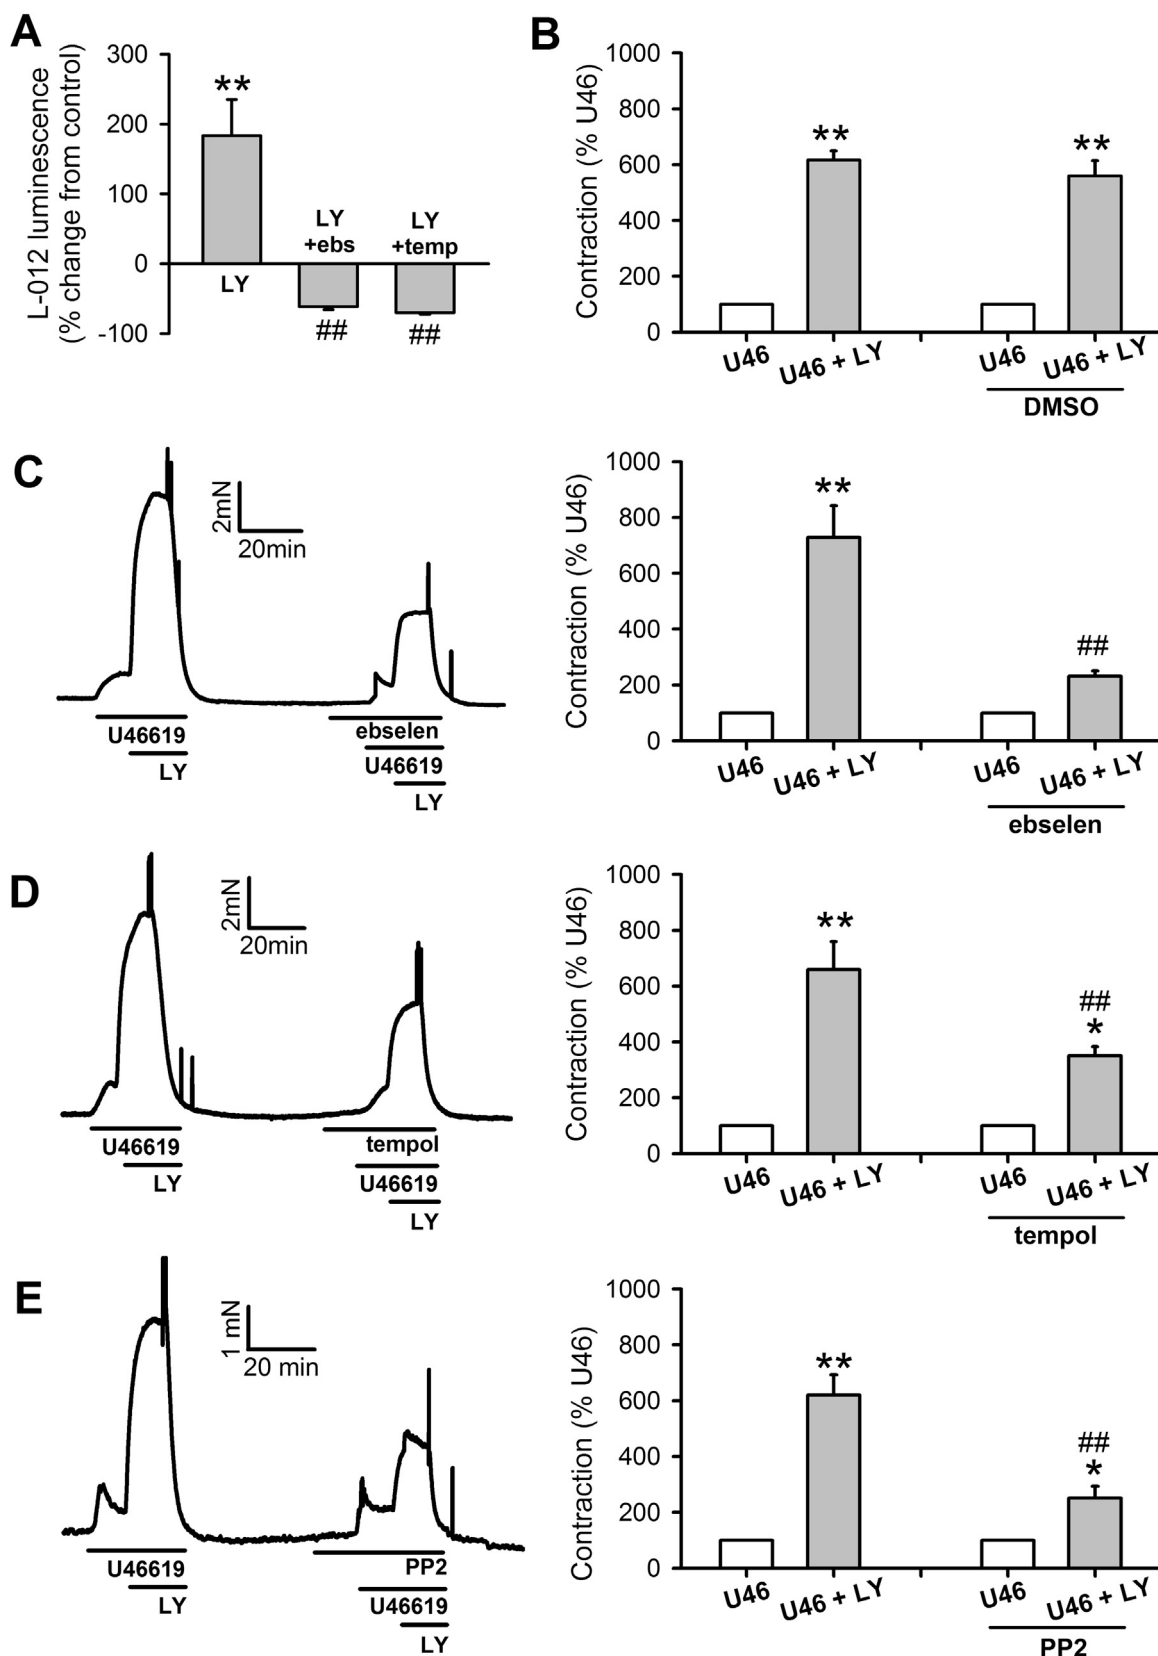 A
L-012 luminescence
(% change from control)
300
200
100
0
-100
**
LY
LY
+ebs
##
LY
+temp
##
B
Contraction (% U46)
1000
800
600
400
200
0
**
**
U46
U46 + LY
U46
U46 + LY
DMSO
C
2mN
20min
U46619
LY
ebselen
U46619
LY
Contraction (% U46)
1000
800
600
400
200
0
**
##
U46
U46 + LY
U46
U46 + LY
ebselen
D
2mN
20min
U46619
LY
tempol
U46619
LY
Contraction (% U46)
1000
800
600
400
200
0
**
##
*
U46
U46 + LY
U46
U46 + LY
tempol
E
1 mN
20 min
U46619
LY
PP2
U46619
LY
Contraction (% U46)
1000
800
600
400
200
0
**
##
*
U46
U46 + LY
U46
U46 + LY
PP2